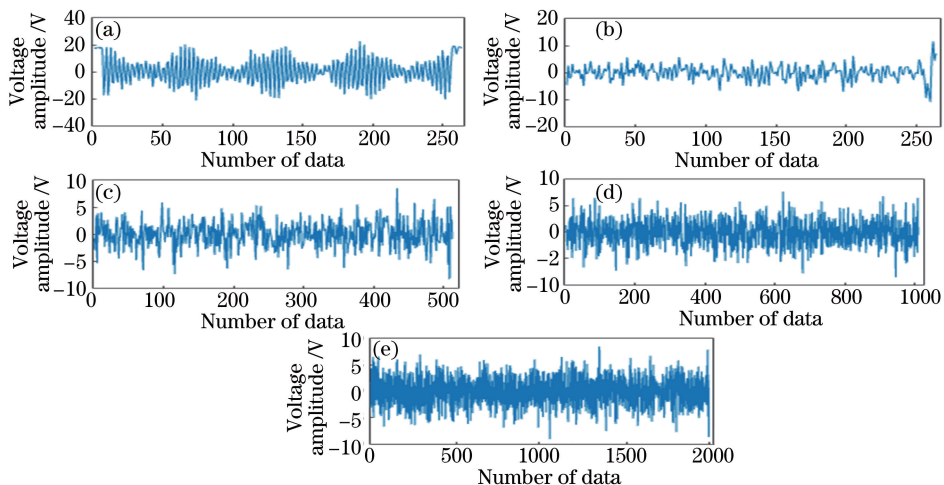 (a)
Voltage
amplitude /V
40
20
0
−20
−40
0 50 100 150 200 250
Number of data
(b)
Voltage
amplitude /V
20
10
0
−10
−20
0 50 100 150 200 250
Number of data
(c)
Voltage
amplitude /V
10
5
0
−5
−10
0 100 200 300 400 500
Number of data
(d)
Voltage
amplitude /V
10
5
0
−2
−10
0 200 400 600 800 1000
Number of data
(e)
Voltage
amplitude /V
10
5
0
−5
−10
0 500 1000 1500 2000
Number of data